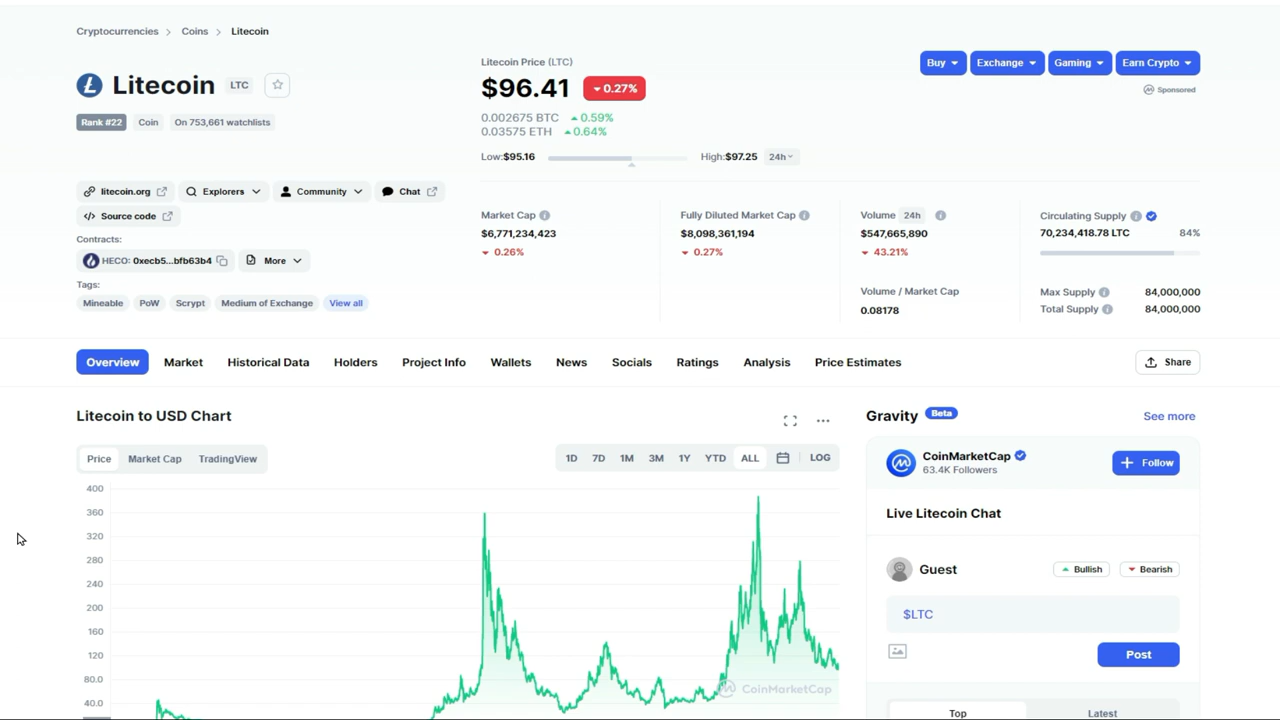 Cryptocurrencies > Coins > Litecoin
Litecoin LTC
Rank #22 Coin On 753,661 watchlists
litecoin.org Explorers Community Chat
Source code
Contracts:
HECO: 0xecb5...bfb63b4 More
Tags:
Mineable PoW Scrypt Medium of Exchange View all
Litecoin Price (LTC)
$96.41 0.27%
0.002675 BTC 0.59%
0.03575 ETH 0.64%
Low:$95.16 High:$97.25 24h
Buy Exchange Gaming Earn Crypto
Sponsored
Market Cap
$6,771,234,423
0.26%
Fully Diluted Market Cap
$8,098,361,194
0.27%
Volume 24h
$547,665,890
43.21%
Volume / Market Cap
0.08178
Circulating Supply
70,234,418.78 LTC 84%
Max Supply 84,000,000
Total Supply 84,000,000
Overview Market Historical Data Holders Project Info Wallets News Socials Ratings Analysis Price Estimates Share
Litecoin to USD Chart
Price Market Cap TradingView
1D 7D 1M 3M 1Y YTD ALL LOG
400
360
320
280
240
200
160
120
80.0
40.0
CoinMarketCap
Gravity Beta See more
CoinMarketCap
63.4K Followers
+ Follow
Live Litecoin Chat
Guest Bullish Bearish
$LTC
Post
Top Latest